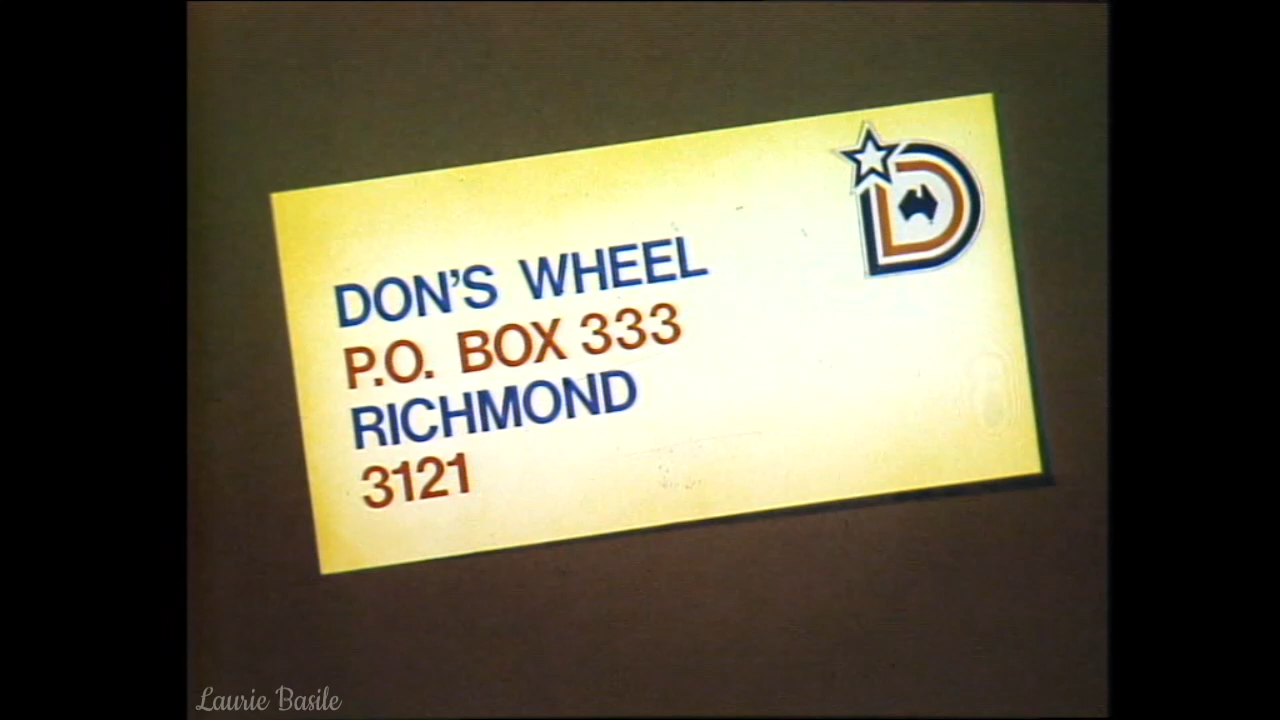 DON'S WHEEL
P.O. BOX 333
RICHMOND
3121
D
Laurie Basile